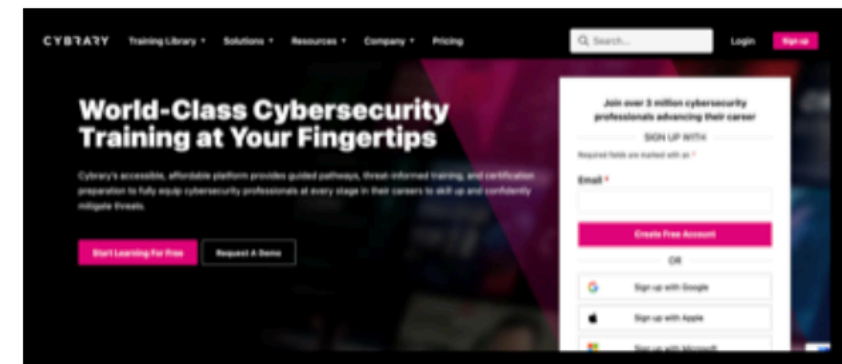 CYBRARY Training Library Solutions Resources Company Pricing Search... Login Sign up
World-Class Cybersecurity
Training at Your Fingertips
Cybrary's accessible, affordable platform provides guided pathways, threat-informed training, and certification
preparation to fully equip cybersecurity professionals at every stage in their careers to skill up and confidently
mitigate threats.
Start Learning For Free Request A Demo
Join over 3 million cybersecurity
professionals advancing their career
SIGN UP WITH
Required fields are marked with an *
Email *
Create Free Account
OR
Sign up with Google
Sign up with Apple
Sign up with Microsoft